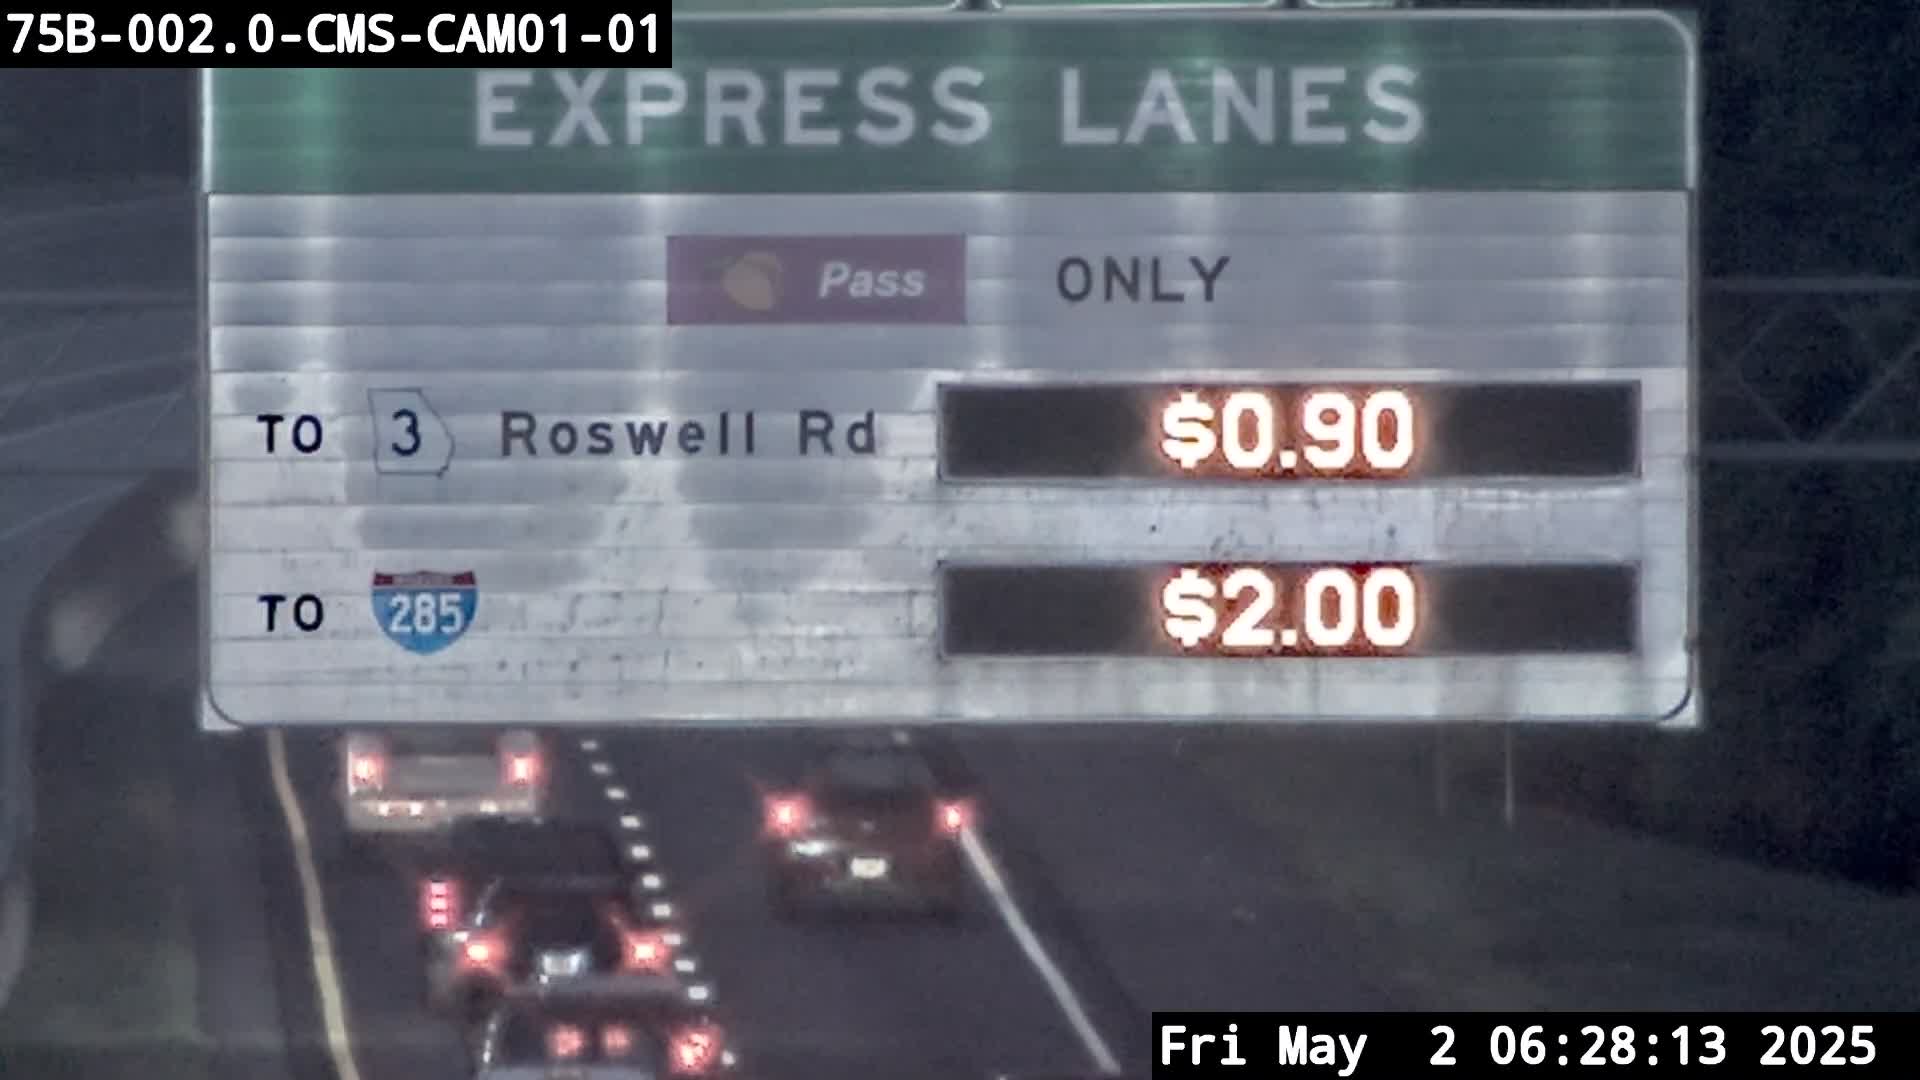 75B-002.0-CMS-CAM01-01
EXPRESS LANES
Pass ONLY
TO 3 Roswell Rd $0.90
TO 285 $2.00
Fri May 2 06:28:13 2025